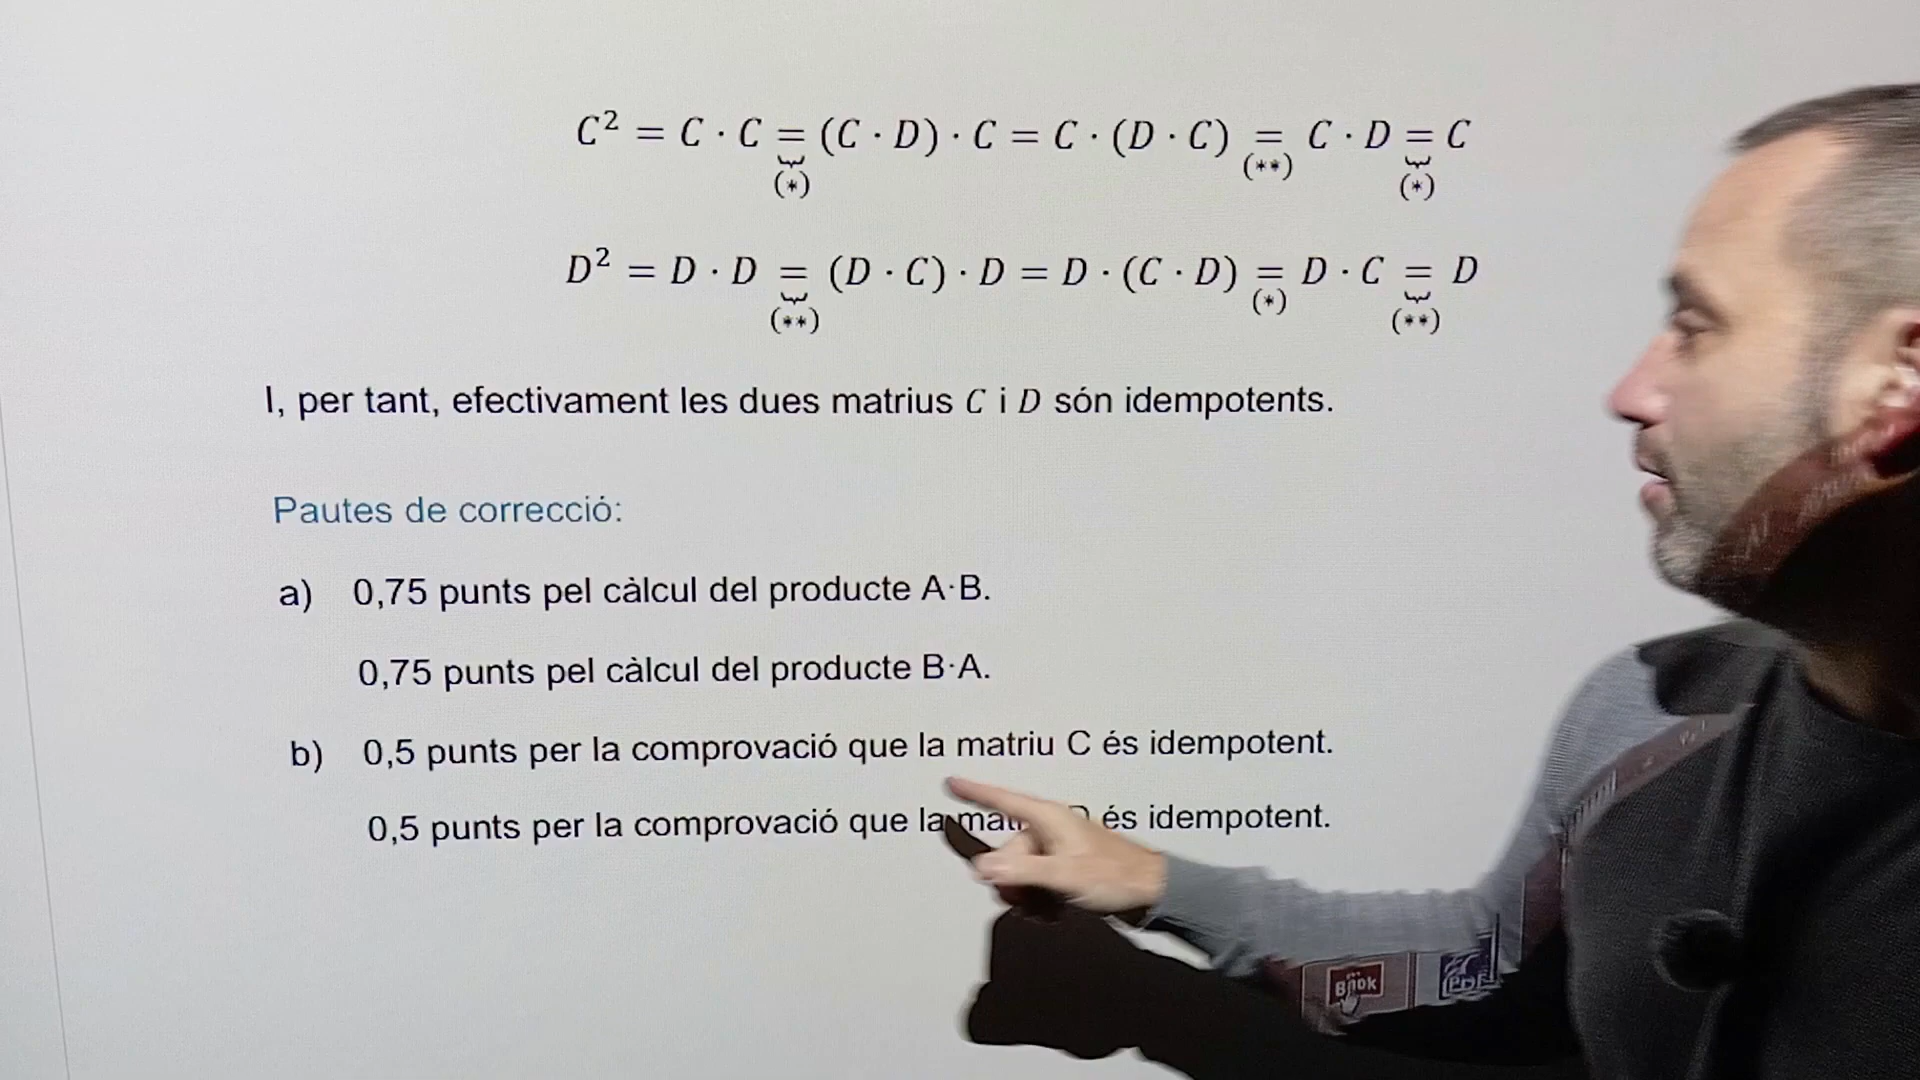 C² = C · C = (C · D) · C = C · (D · C) = C · D = C
(*) (**) (*)
D² = D · D = (D · C) · D = D · (C · D) = D · C = D
(**) (*) (**)
I, per tant, efectivament les dues matrius C i D són idempotents.
Pautes de correcció:
a) 0,75 punts pel càlcul del producte A·B.
0,75 punts pel càlcul del producte B·A.
b) 0,5 punts per la comprovació que la matriu C és idempotent.
0,5 punts per la comprovació que la és idempotent.
Book
PDF